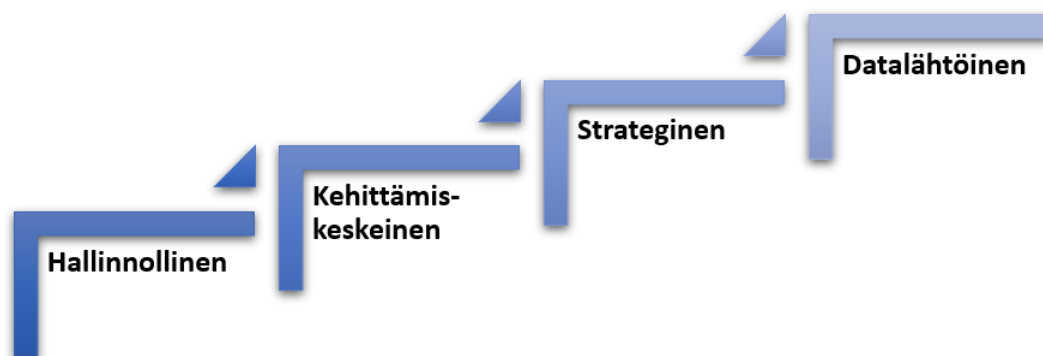 Hallinnollinen
Kehittämis-
keskeinen
Strateginen
Datalähtöinen